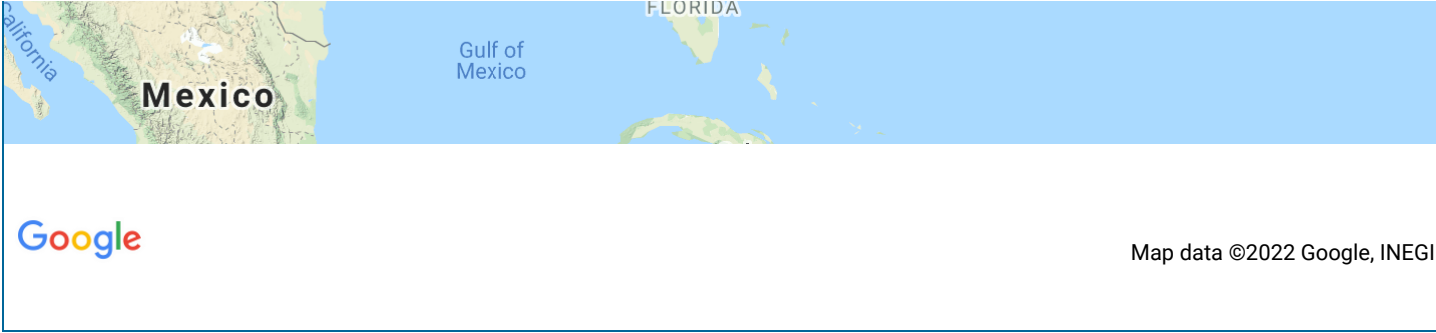 FLORIDA
California
Gulf of
Mexico
Mexico
Google
Map data ©2022 Google, INEGI